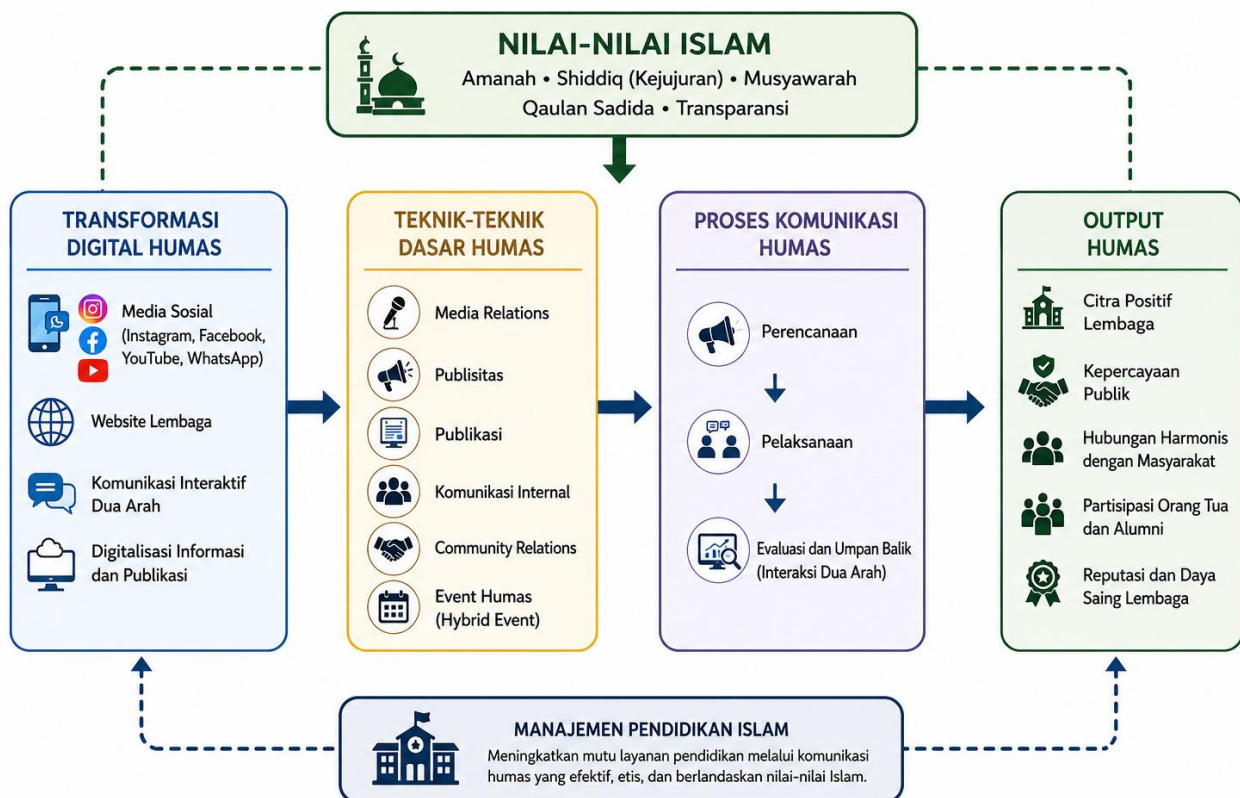 NILAI-NILAI ISLAM
Amanah • Shiddiq (Kejujuran) • Musyawarah
Qaulan Sadida • Transparansi
TRANSFORMASI
DIGITAL HUMAS
Media Sosial
(Instagram, Facebook,
YouTube, WhatsApp)
Website Lembaga
Komunikasi Interaktif
Dua Arah
Digitalisasi Informasi
dan Publikasi
TEKNIK-TEKNIK
DASAR HUMAS
Media Relations
Publisitas
Publikasi
Komunikasi Internal
Community Relations
Event Humas
(Hybrid Event)
PROSES KOMUNIKASI
HUMAS
Perencanaan
Pelaksanaan
Evaluasi dan Umpan Balik
(Interaksi Dua Arah)
OUTPUT
HUMAS
Citra Positif
Lembaga
Kepercayaan
Publik
Hubungan Harmonis
dengan Masyarakat
Partisipasi Orang Tua
dan Alumni
Reputasi dan Daya
Saing Lembaga
MANAJEMEN PENDIDIKAN ISLAM
Meningkatkan mutu layanan pendidikan melalui komunikasi
humas yang efektif, etis, dan berlandaskan nilai-nilai Islam.